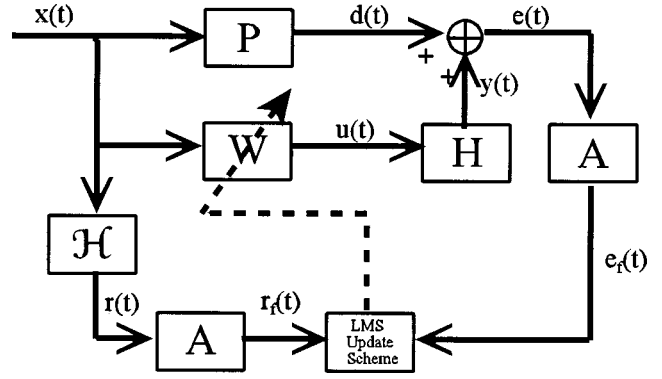 x(t)
P
d(t)
+
+
e(t)
y(t)
W
u(t)
H
A
ℋ
r(t)
A
r_f(t)
LMS
Update
Scheme
e_f(t)